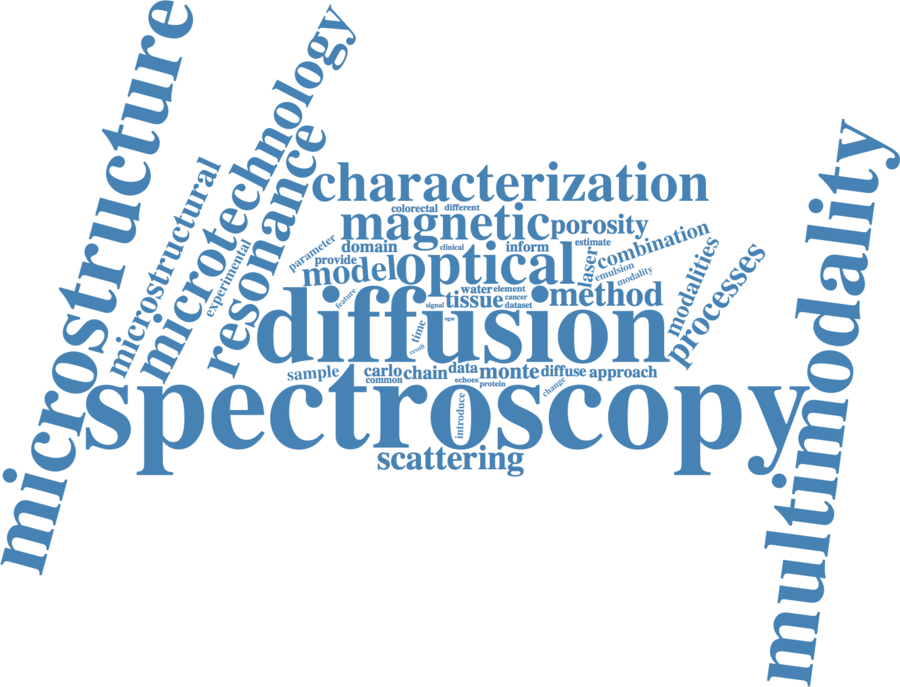 microstructure
microtechnology
resonance
microstructural
experimental
multimodality
characterization
colorectal different
magnetic porosity
parameter
domain clinical inform estimate
combination
provide
model optical laser
emulsion
modality
modalities
processes
feature
water element
signal tissue cancer method
dataset
diffusion
time
result
sample carlo chain data monte diffuse approach
common echoes protein
change
spectroscopy
introduce
scattering